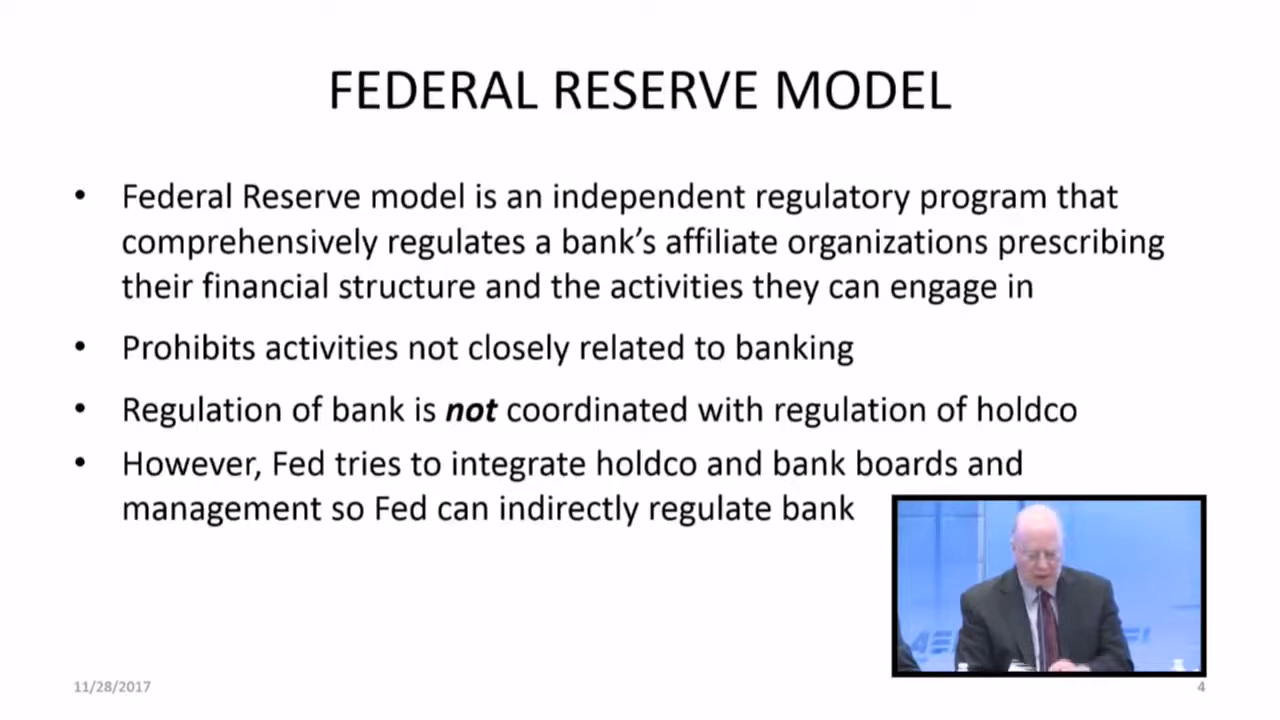 FEDERAL RESERVE MODEL
• Federal Reserve model is an independent regulatory program that
comprehensively regulates a bank’s affiliate organizations prescribing
their financial structure and the activities they can engage in
• Prohibits activities not closely related to banking
• Regulation of bank is not coordinated with regulation of holdco
• However, Fed tries to integrate holdco and bank boards and
management so Fed can indirectly regulate bank
11/28/2017
4